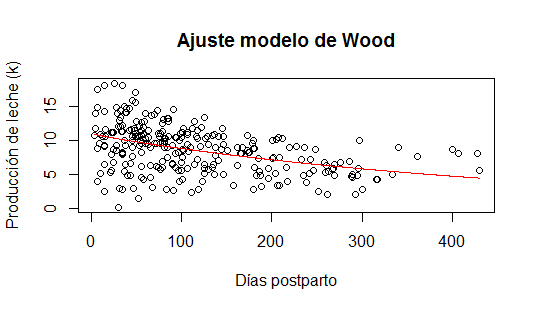 Ajuste modelo de Wood
Producción de leche (k)
15
10
5
0
0 100 200 300 400
Días postparto